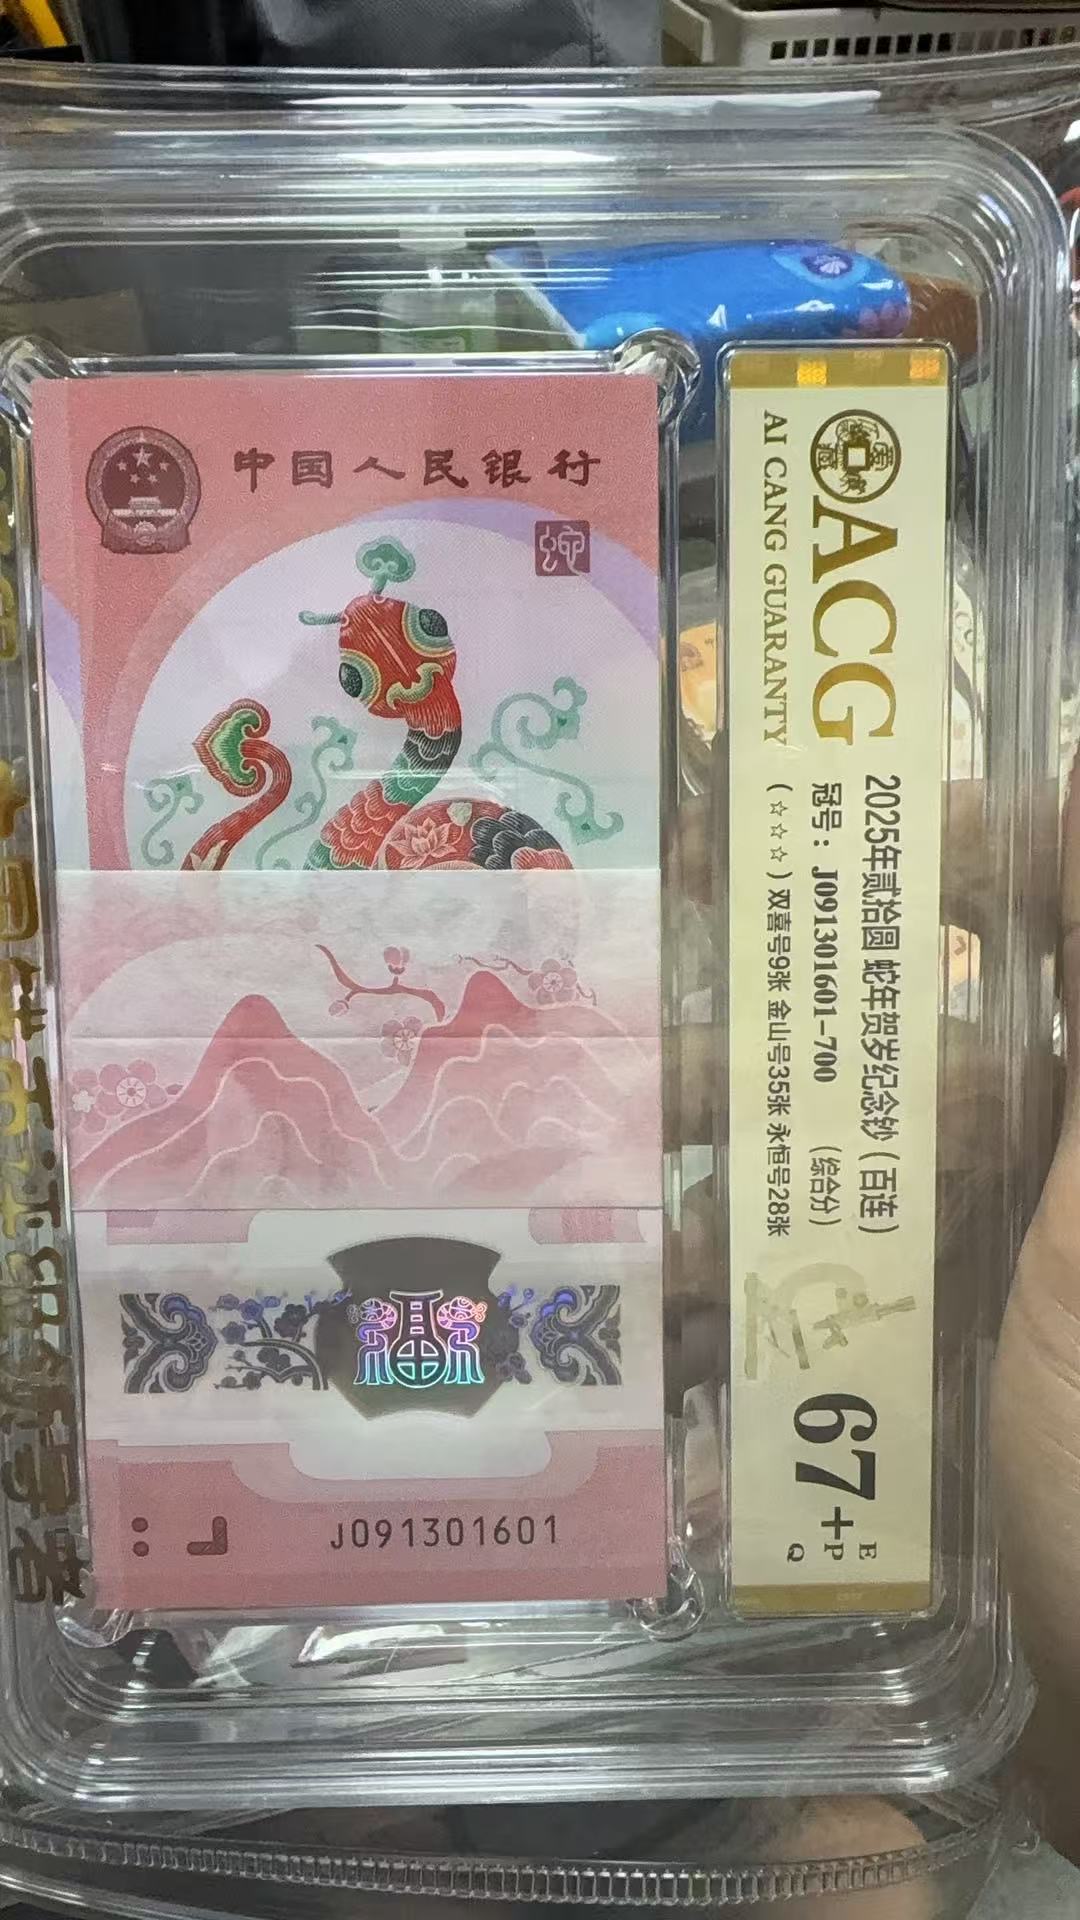 中国人民银行
蛇
福
J091301601
ACG
AI CANG GUARANTY
2025年贰拾圆 蛇年贺岁纪念钞（百连）
冠号：J091301601-700 （综合分）
（☆☆☆）双喜号9张 金山号35张 永恒号28张
67+
E
P
Q